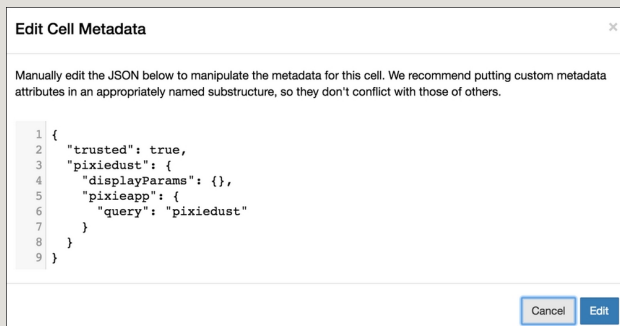 Edit Cell Metadata
×
Manually edit the JSON below to manipulate the metadata for this cell. We recommend putting custom metadata
attributes in an appropriately named substructure, so they don't conflict with those of others.
1 {
2   "trusted": true,
3   "pixiedust": {
4     "displayParams": {},
5     "pixieapp": {
6       "query": "pixiedust"
7     }
8   }
9 }
Cancel Edit